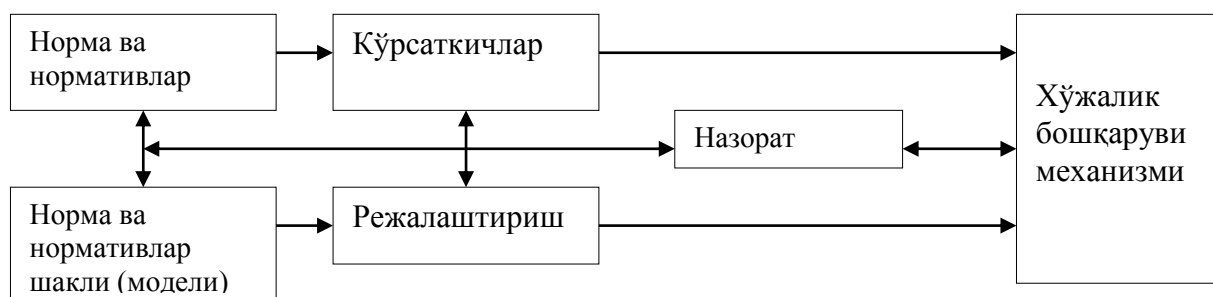 Норма ва
нормативлар
Кўрсаткичлар
Хўжалик
бошқаруви
механизми
Назорат
Норма ва
нормативлар
шакли (модели)
Режалаштириш